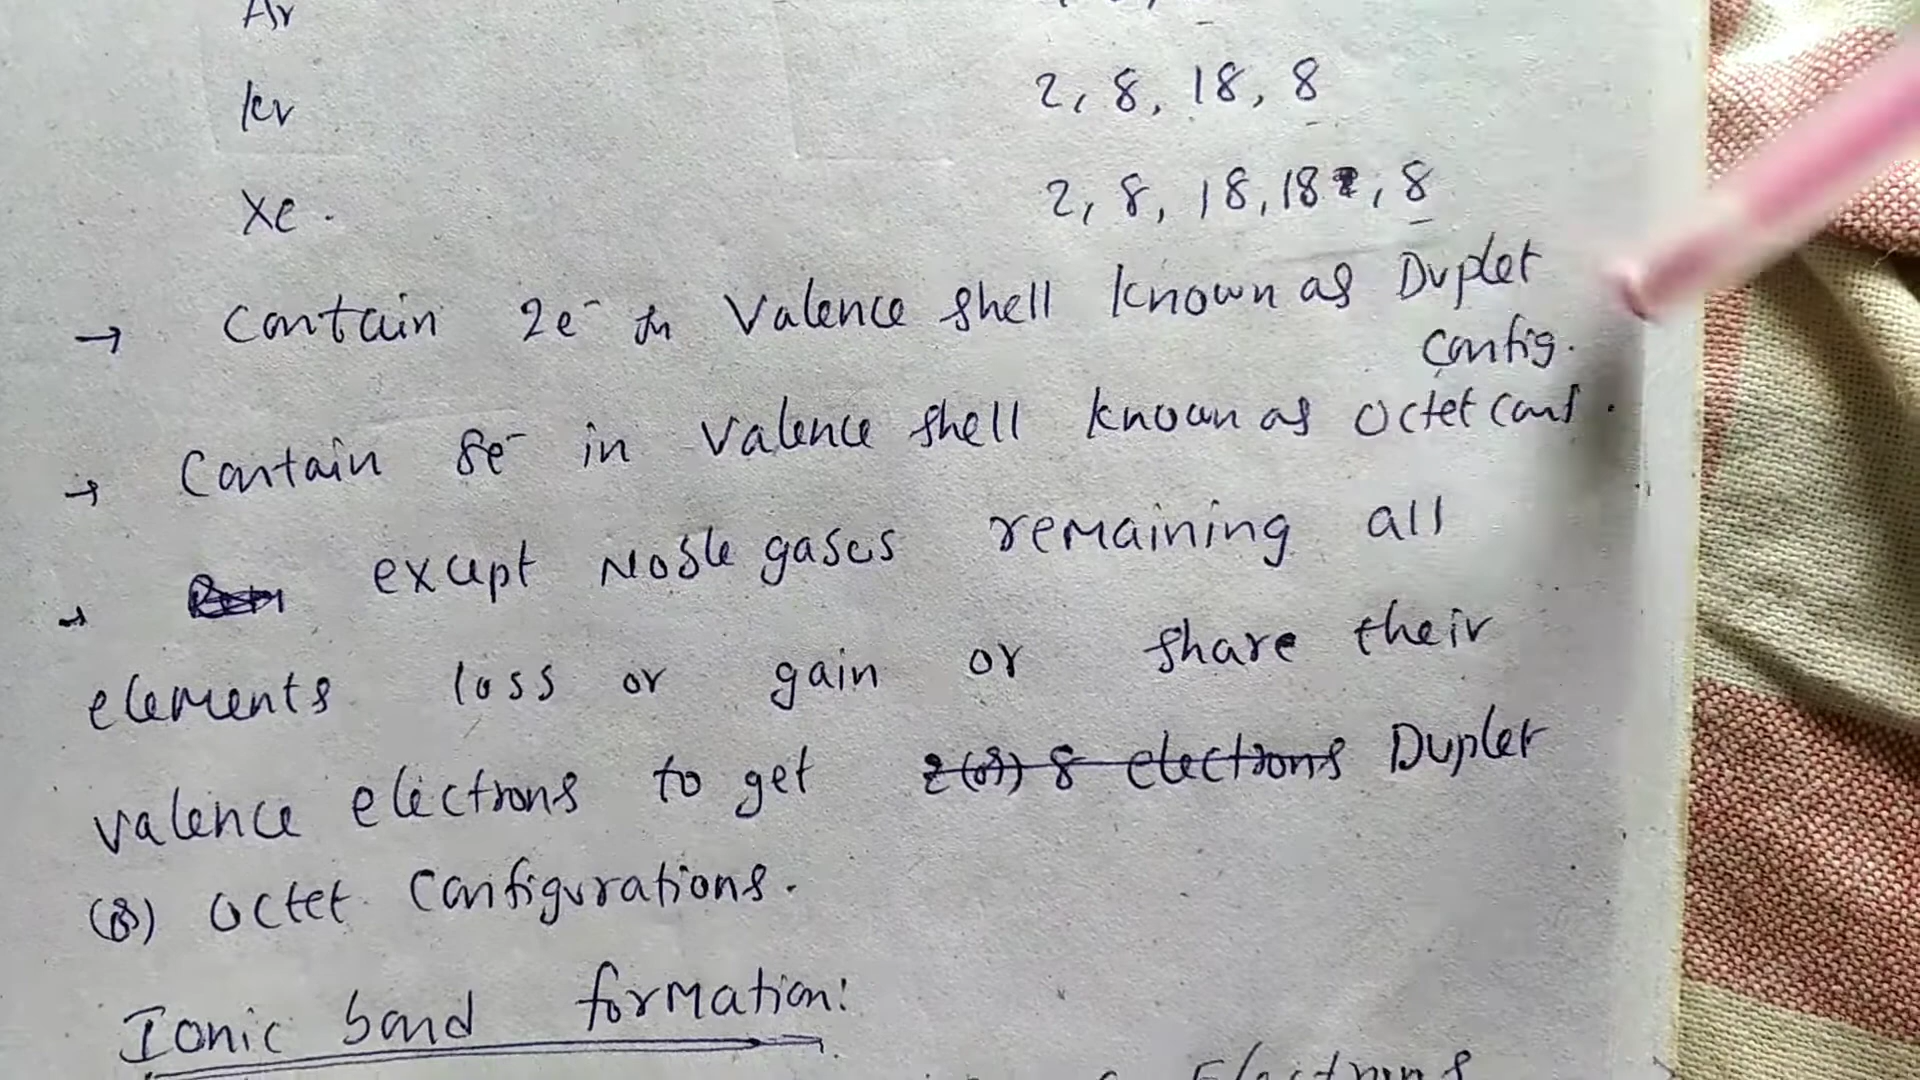 Ar
Kr 2, 8, 18, 8
Xe. 2, 8, 18, 18, 8
→ Contain 2e⁻ in Valence shell known as Duplet
config.
→ Contain 8e⁻ in valence shell known as octet conf.
→ except Noble gases remaining all
elements loss or gain or share their
valence electrons to get 2 (or) 8 electrons Duplet
(or) octet configurations.
Ionic bond formation:
Electrons